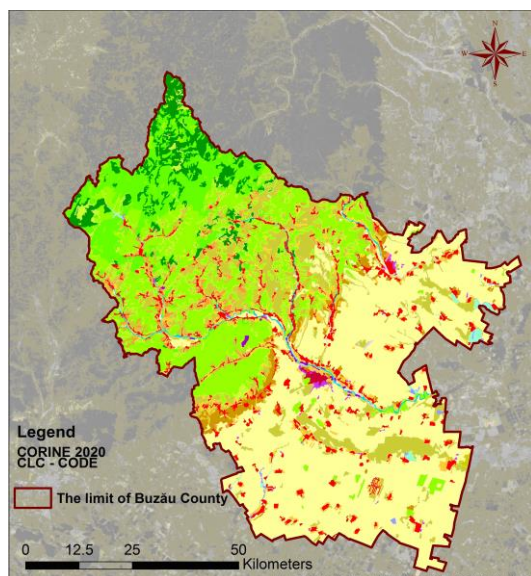 N
W E
S
Legend
CORINE 2020
CLC - CODE
The limit of Buzău County
0 12.5 25 50
Kilometers